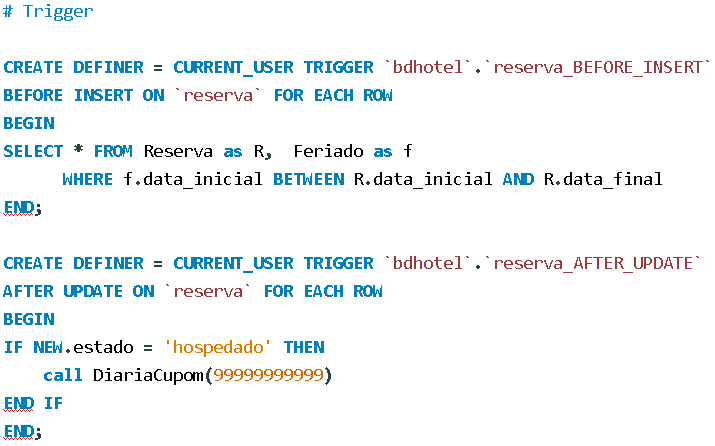 # Trigger
CREATE DEFINER = CURRENT_USER TRIGGER `bdhotel`.`reserva_BEFORE_INSERT`
BEFORE INSERT ON `reserva` FOR EACH ROW
BEGIN
SELECT * FROM Reserva as R,  Feriado as f
      WHERE f.data_inicial BETWEEN R.data_inicial AND R.data_final
END;
CREATE DEFINER = CURRENT_USER TRIGGER `bdhotel`.`reserva_AFTER_UPDATE`
AFTER UPDATE ON `reserva` FOR EACH ROW
BEGIN
IF NEW.estado = 'hospedado' THEN
    call DiariaCupom(99999999999)
END IF
END;